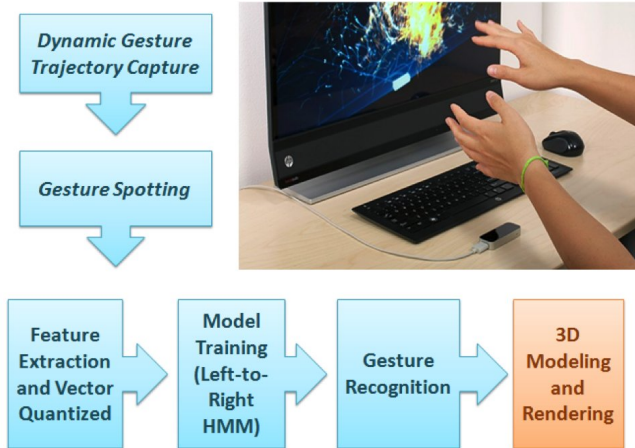 Dynamic Gesture
Trajectory Capture
Gesture Spotting
hp
Feature
Extraction
and Vector
Quantized
Model
Training
(Left-to-
Right
HMM)
Gesture
Recognition
3D
Modeling
and
Rendering